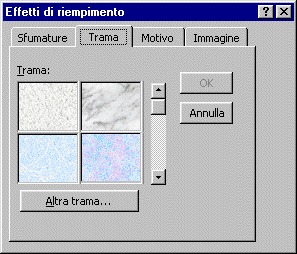 Effetti di riempimento
Sfumature Trama Motivo Immagine
Trama:
OK
Annulla
Altra trama...